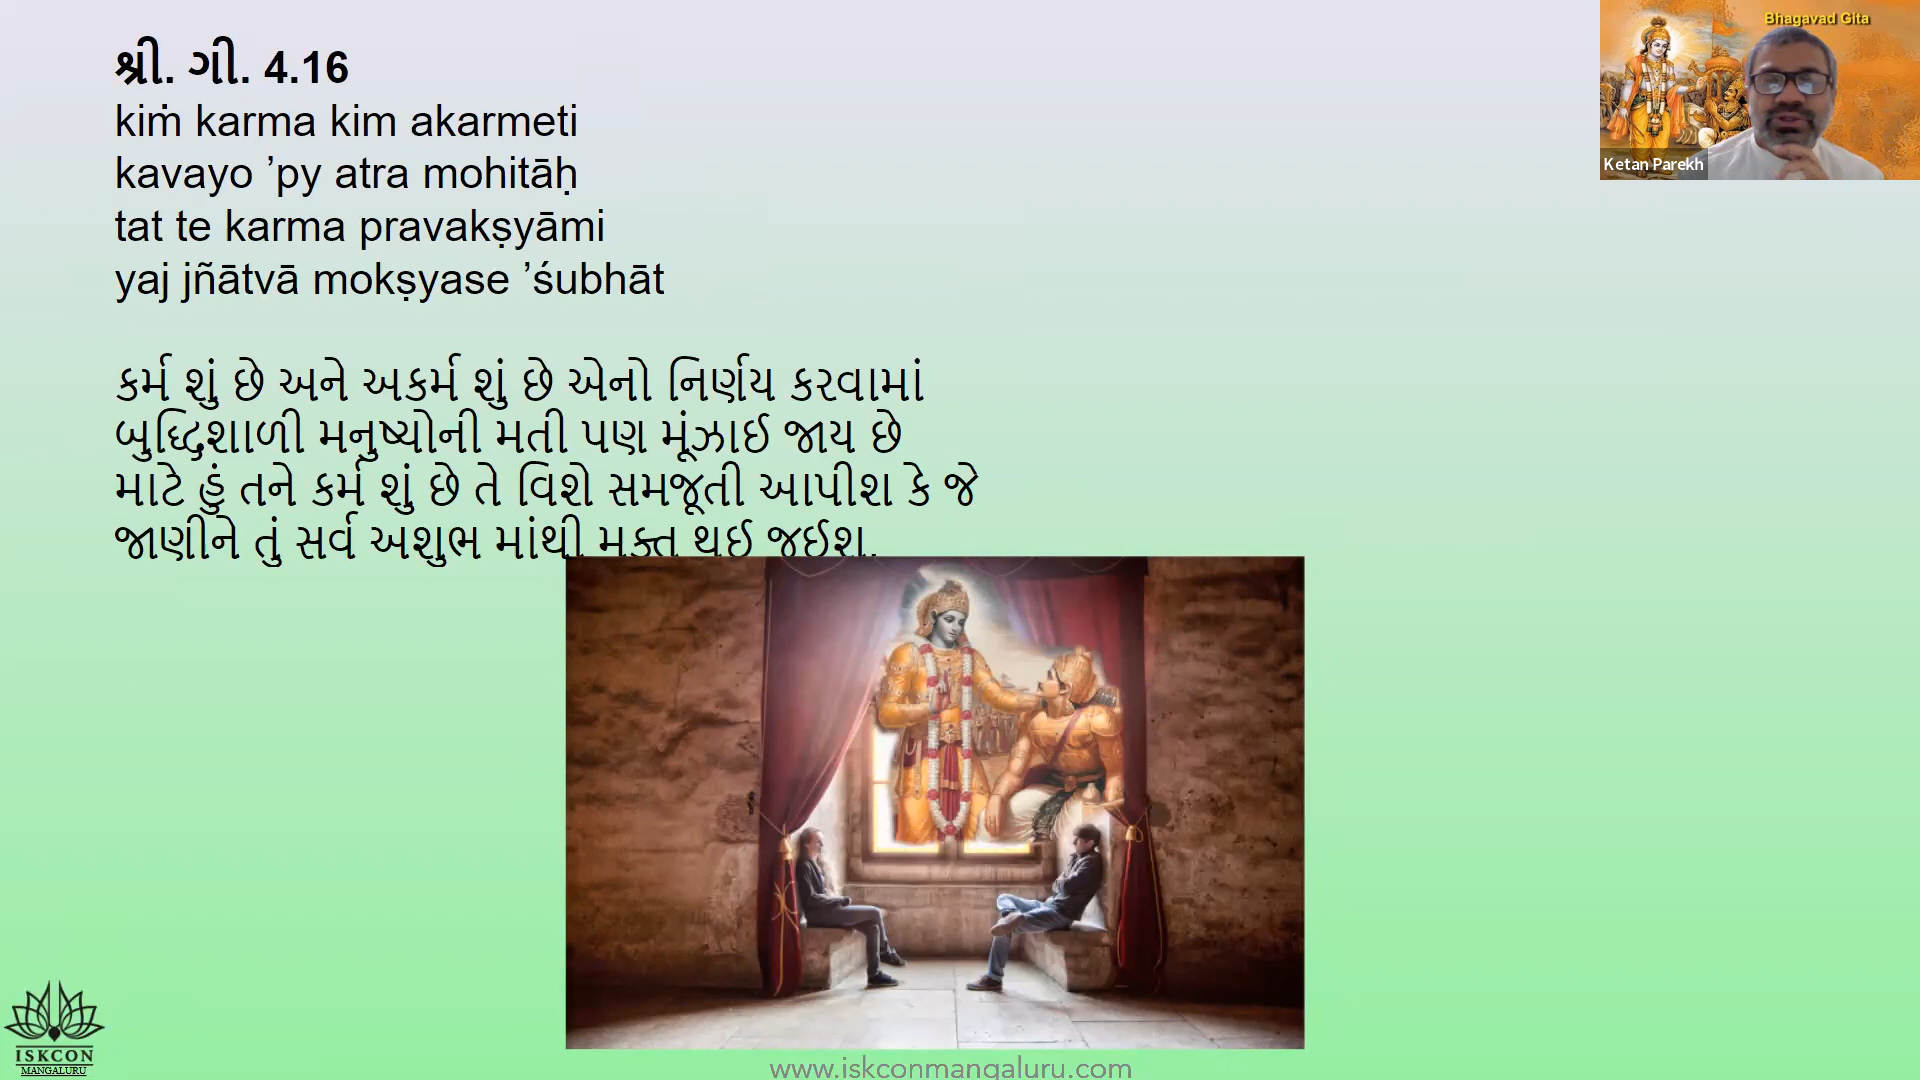 શ્રી. ગી. 4.16
kiṁ karma kim akarmeti
kavayo ’py atra mohitāḥ
tat te karma pravakṣyāmi
yaj jñātvā mokṣyase ’śubhāt
કર્મ શું છે અને અકર્મ શું છે એનો નિર્ણય કરવામાં
બુદ્ધિશાળી મનુષ્યોની મતી પણ મૂંઝાઈ જાય છે
માટે હું તને કર્મ શું છે તે વિશે સમજૂતી આપીશ કે જે
જાણીને તું સર્વ અશુભ માંથી મુક્ત થઈ જઈશ.
Bhagavad Gita
Ketan Parekh
ISKCON
MANGALURU
www.iskconmangaluru.com